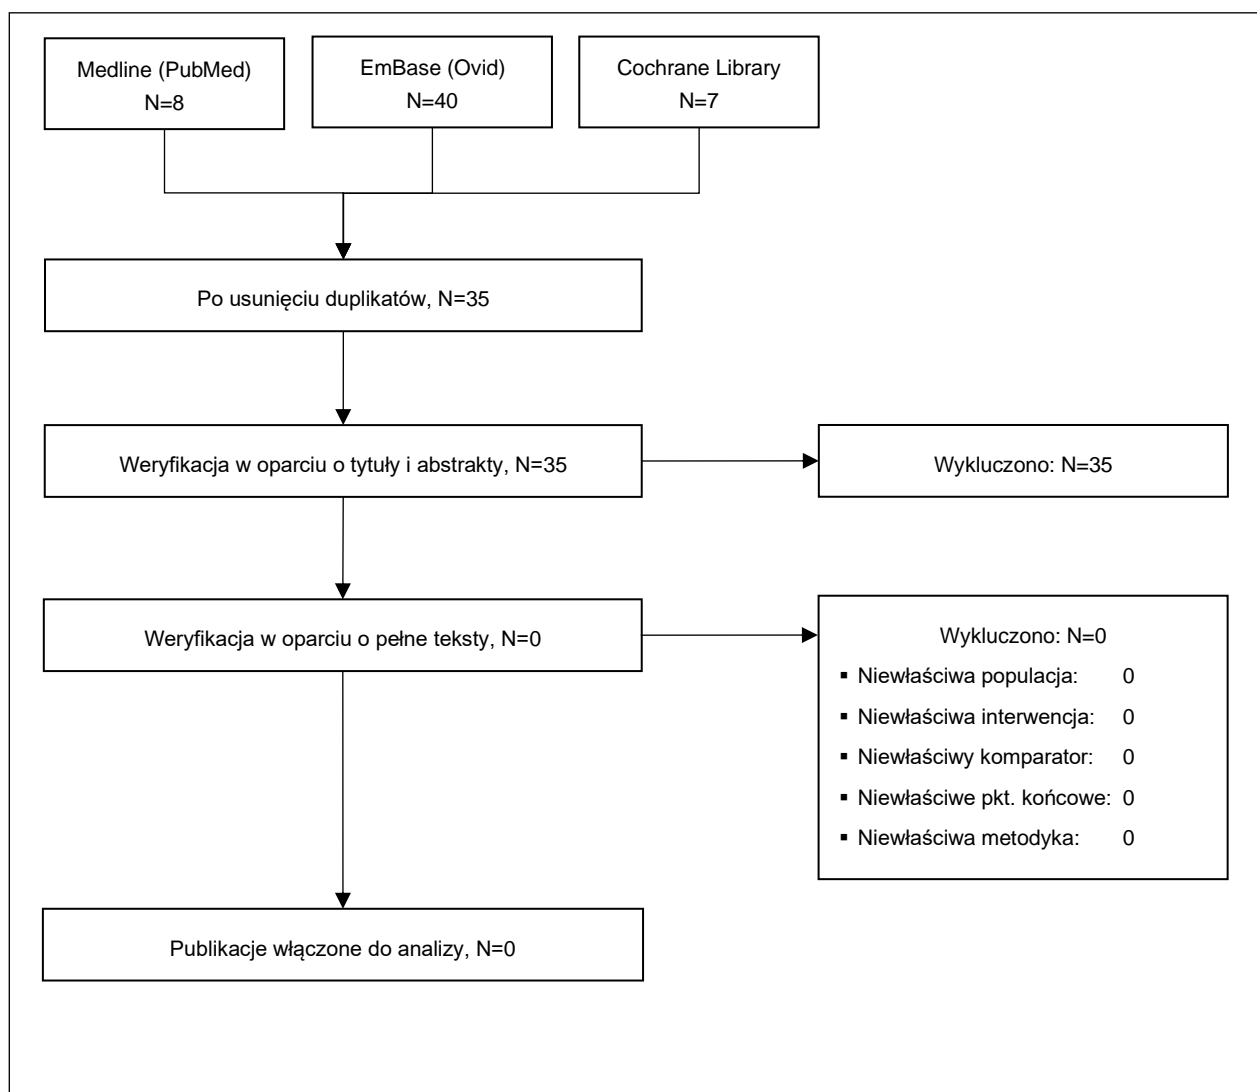 Medline (PubMed)
N=8
EmBase (Ovid)
N=40
Cochrane Library
N=7
Po usunięciu duplikatów, N=35
Weryfikacja w oparciu o tytuły i abstrakty, N=35
Wykluczono: N=35
Weryfikacja w oparciu o pełne teksty, N=0
Wykluczono: N=0
▪ Niewłaściwa populacja: 0
▪ Niewłaściwa interwencja: 0
▪ Niewłaściwy komparator: 0
▪ Niewłaściwe pkt. końcowe: 0
▪ Niewłaściwa metodyka: 0
Publikacje włączone do analizy, N=0